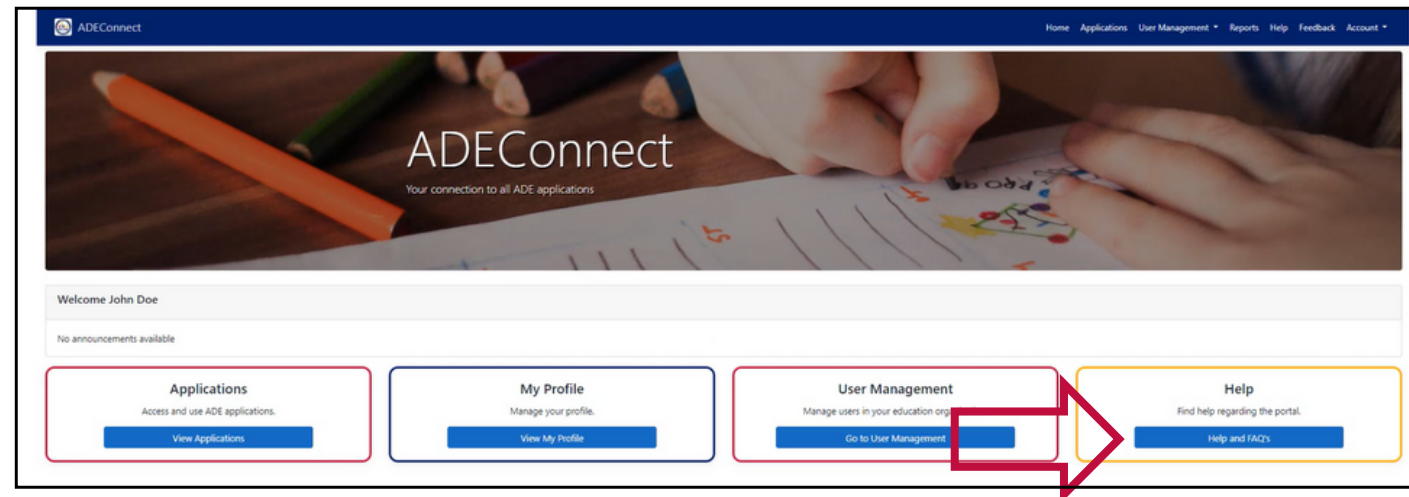 ADEConnect
Home Applications User Management Reports Help Feedback Account
ADEConnect
Your connection to all ADE applications
Welcome John Doe
No announcements available
Applications
Access and use ADE applications.
View Applications
My Profile
Manage your profile.
View My Profile
User Management
Manage users in your education
Go to User Management
Help
Find help regarding the portal.
Help and FAQ's